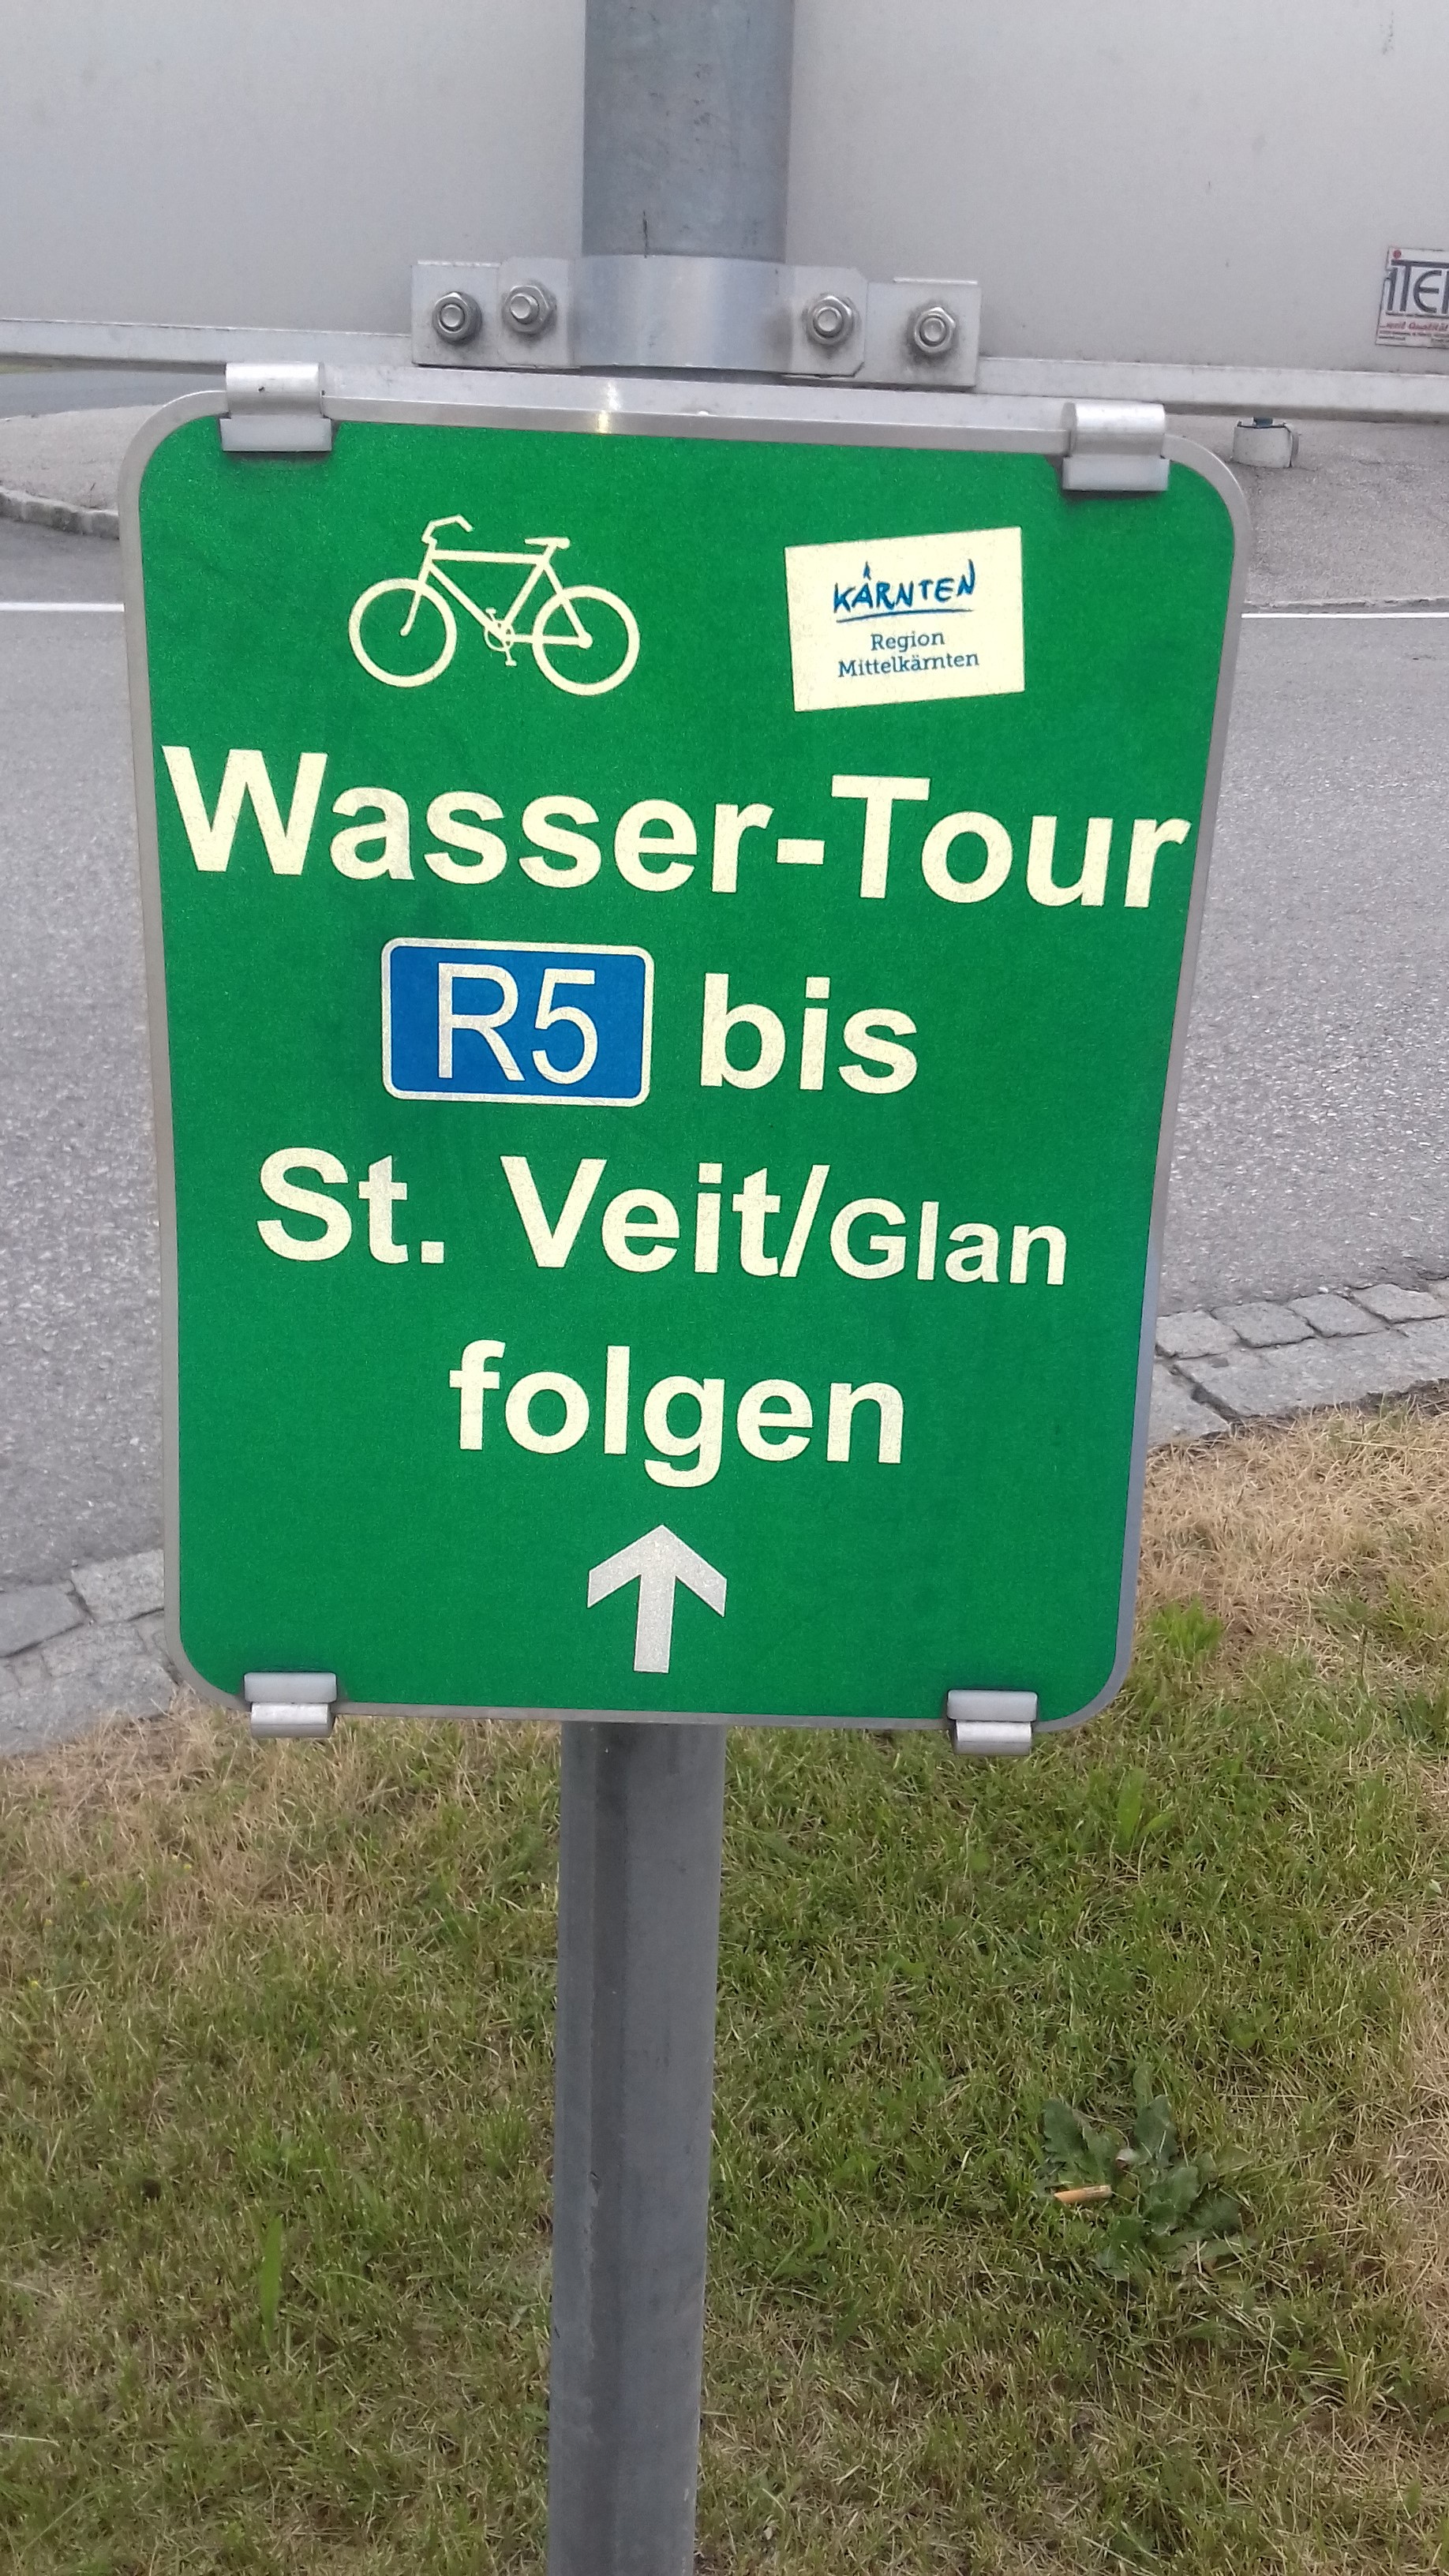 KÄRNTEN
Region
Mittelkärnten
Wasser-Tour
R5 bis
St. Veit/Glan
folgen